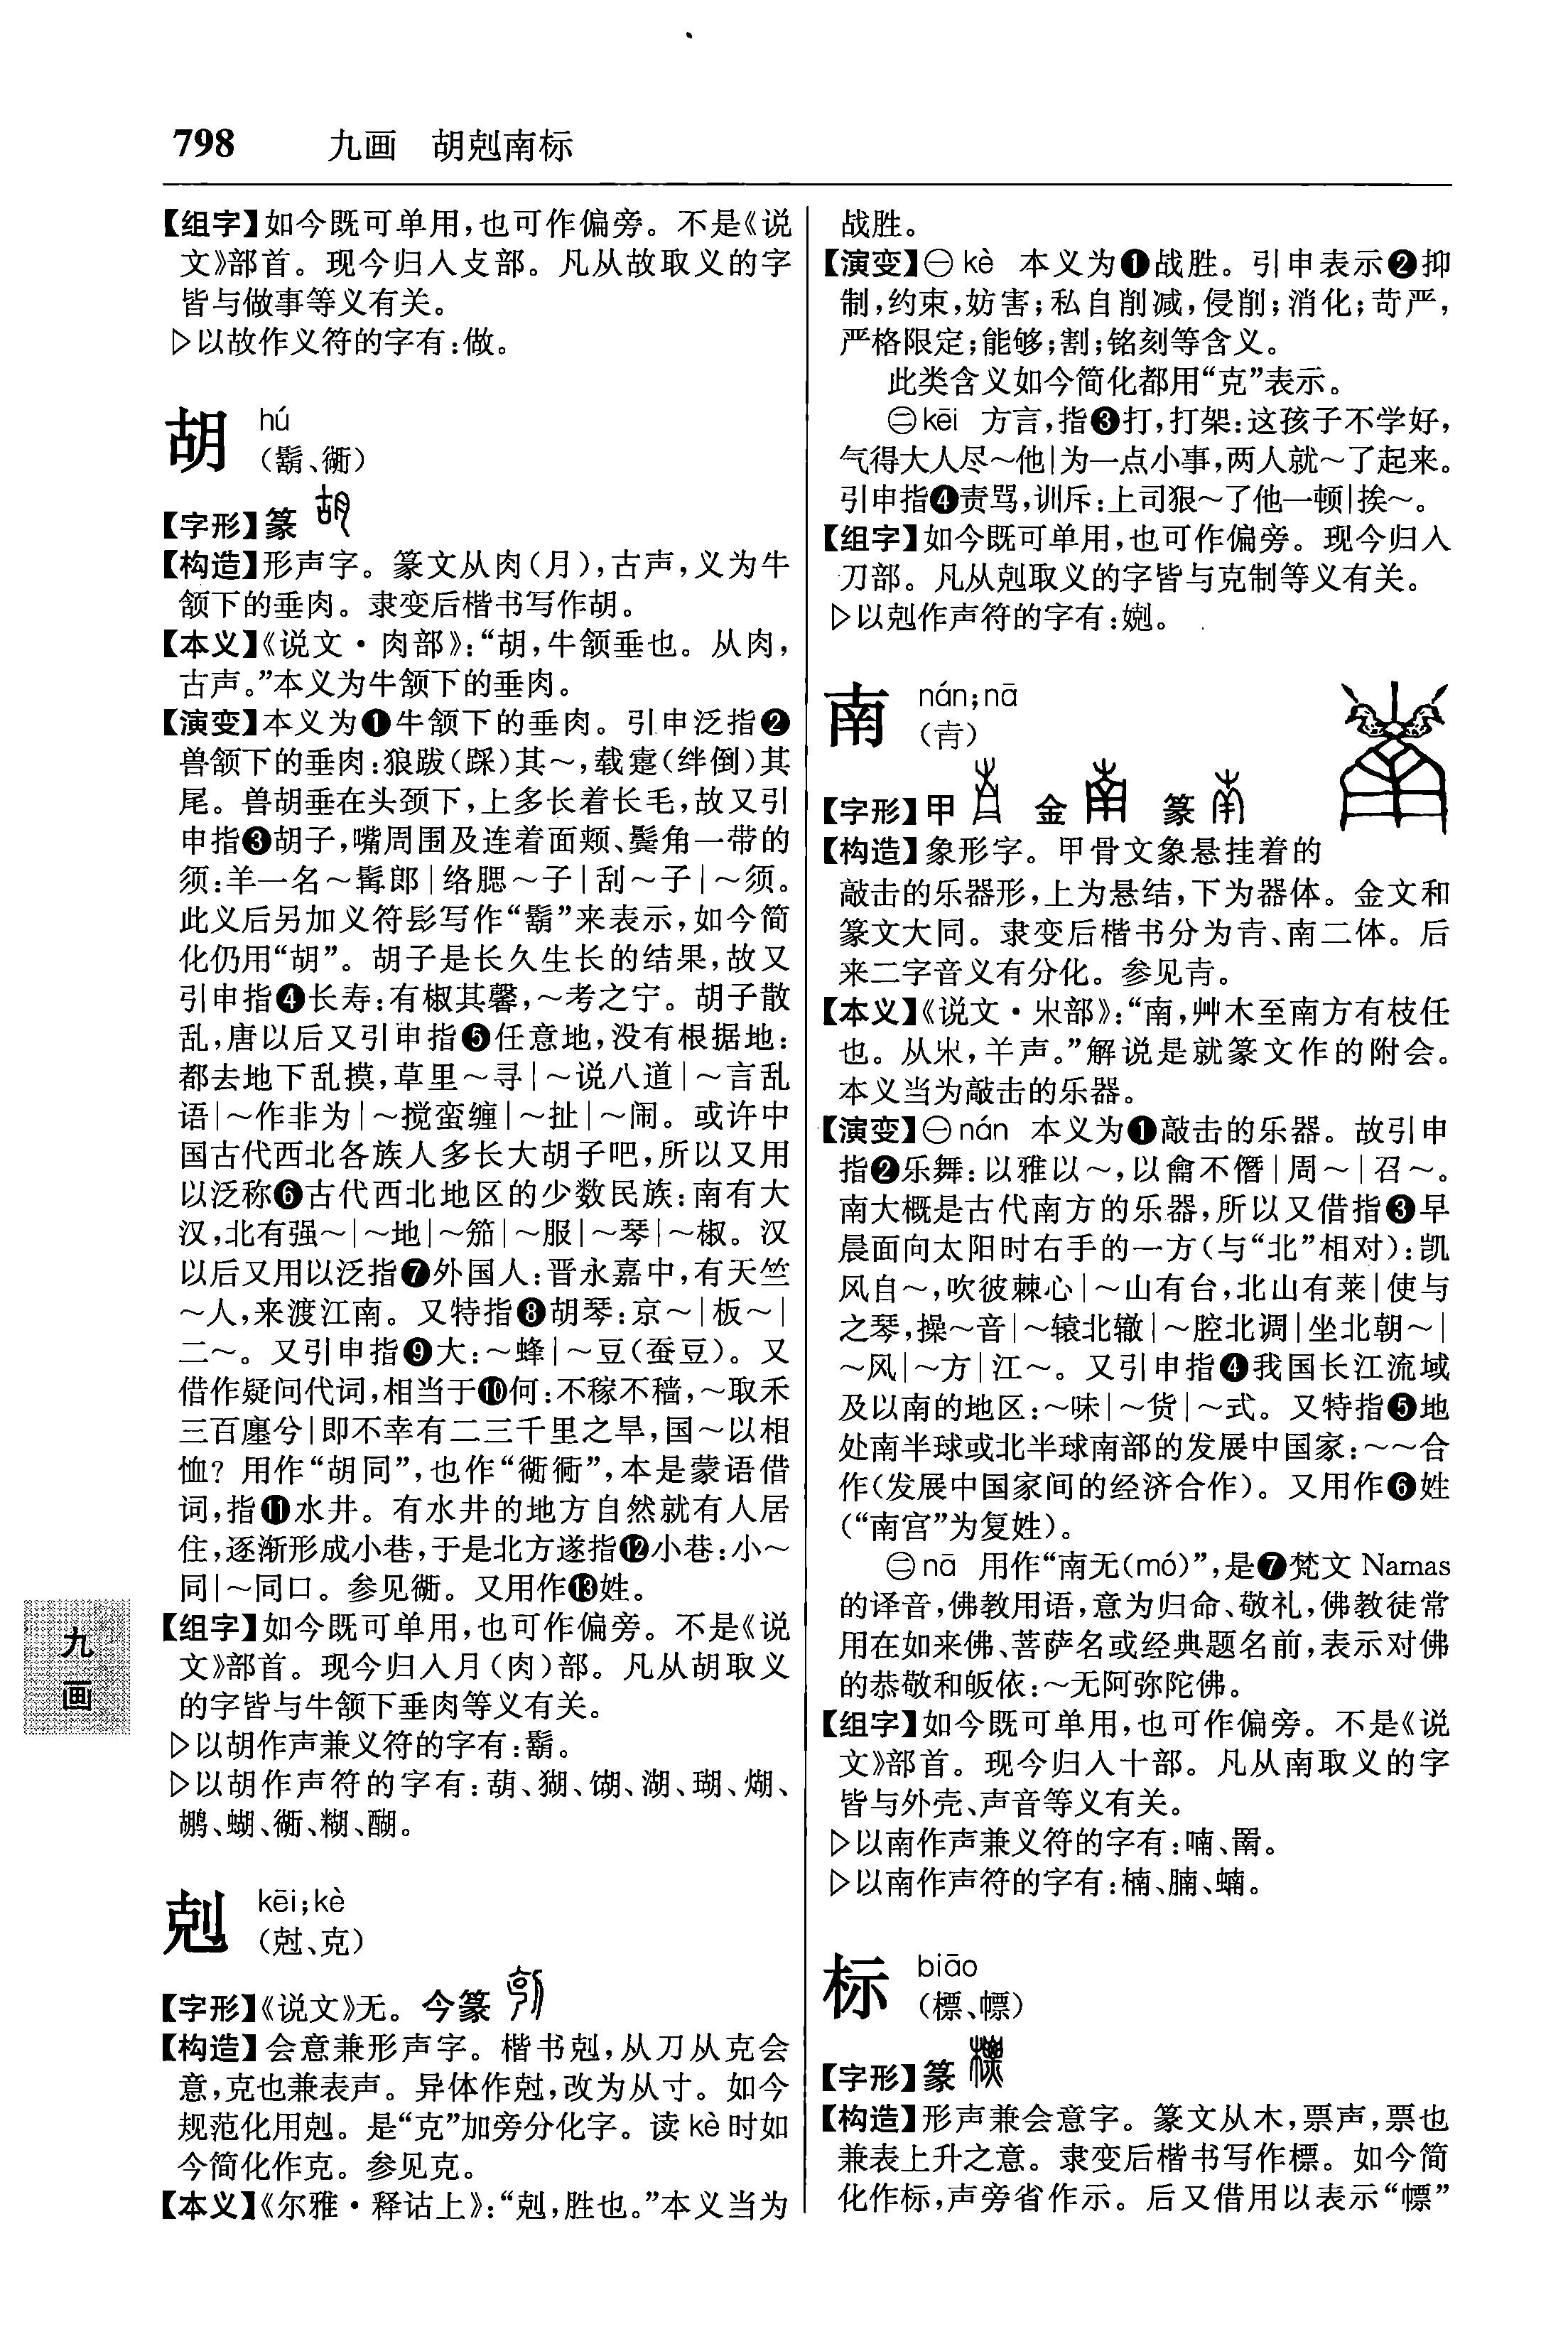 798 九画 胡剋南标
【组字】如今既可单用,也可作偏旁。不是《说
文》部首。现今归入攴部。凡从故取义的字
皆与做事等义有关。
▷以故作义符的字有:做。
胡 hú
(鬍、衚)
【字形】篆
【构造】形声字。篆文从肉(月),古声,义为牛
颔下的垂肉。隶变后楷书写作胡。
【本义】《说文·肉部》:“胡,牛颔垂也。从肉,
古声。”本义为牛颔下的垂肉。
【演变】本义为❶牛颔下的垂肉。引申泛指❷
兽颔下的垂肉:狼跋(踩)其~,载疐(绊倒)其
尾。兽胡垂在头颈下,上多长着长毛,故又引
申指❸胡子,嘴周围及连着面颊、鬓角一带的
须:羊一名~髯郎|络腮~子|刮~子|~须。
此义后另加义符髟写作“鬍”来表示,如今简
化仍用“胡”。胡子是长久生长的结果,故又
引申指❹长寿:有椒其馨,~考之宁。胡子散
乱,唐以后又引申指❺任意地,没有根据地:
都去地下乱摸,草里~寻|~说八道|~言乱
语|~作非为|~搅蛮缠|~扯|~闹。或许中
国古代西北各族人多长大胡子吧,所以又用
以泛称❻古代西北地区的少数民族:南有大
汉,北有强~|~地|~笳|~服|~琴|~椒。汉
以后又用以泛指❼外国人:晋永嘉中,有天竺
~人,来渡江南。又特指❽胡琴:京~|板~|
二~。又引申指❾大:~蜂|~豆(蚕豆)。又
借作疑问代词,相当于❿何:不稼不穑,~取禾
三百廛兮|即不幸有二三千里之旱,国~以相
恤?用作“胡同”,也作“衚衕”,本是蒙语借
词,指⓫水井。有水井的地方自然就有人居
住,逐渐形成小巷,于是北方遂指⓬小巷:小~
同|~同口。参见衚。又用作⓭姓。
【组字】如今既可单用,也可作偏旁。不是《说
文》部首。现今归入月(肉)部。凡从胡取义
的字皆与牛颔下垂肉等义有关。
▷以胡作声兼义符的字有:鬍。
▷以胡作声符的字有:葫、猢、馉、湖、瑚、煳、
鹕、蝴、衚、糊、醐。
剋 kēi;kè
(尅、克)
【字形】《说文》无。今篆
【构造】会意兼形声字。楷书剋,从刀从克会
意,克也兼表声。异体作尅,改为从寸。如今
规范化用剋。是“克”加旁分化字。读kè时如
今简化作克。参见克。
【本义】《尔雅·释诂上》:“剋,胜也。”本义当为
战胜。
【演变】㊀kè 本义为❶战胜。引申表示❷抑
制,约束,妨害;私自削减,侵削;消化;苛严,
严格限定;能够;割;铭刻等含义。
此类含义如今简化都用“克”表示。
㊁kēi 方言,指❸打,打架:这孩子不学好,
气得大人尽~他|为一点小事,两人就~了起来。
引申指❹责骂,训斥:上司狠~了他一顿|挨~。
【组字】如今既可单用,也可作偏旁。现今归入
刀部。凡从剋取义的字皆与克制等义有关。
▷以剋作声符的字有:勊。
南 nán;nā
(𡴖)
【字形】甲 金 篆
【构造】象形字。甲骨文象悬挂着的
敲击的乐器形,上为悬结,下为器体。金文和
篆文大同。隶变后楷书分为、南二体。后
来二字音义有分化。参见。
【本义】《说文·𣎵部》:“南,艸木至南方有枝任
也。从𣎵,𢆉声。”解说是就篆文作的附会。
本义当为敲击的乐器。
【演变】㊀nán 本义为❶敲击的乐器。故引申
指❷乐舞:以雅以~,以龠不僭|周~|召~。
南大概是古代南方的乐器,所以又借指❸早
晨面向太阳时右手的一方(与“北”相对):凯
风自~,吹彼棘心|~山有台,北山有莱|使与
之琴,操~音|~辕北辙|~腔北调|坐北朝~|
~风|~方|江~。又引申指❹我国长江流域
及以南的地区:~味|~货|~式。又特指❺地
处南半球或北半球南部的发展中国家:~~合
作(发展中国家间的经济合作)。又用作❻姓
(“南宫”为复姓)。
㊁nā 用作“南无(mó)”,是❼梵文 Namas
的译音,佛教用语,意为归命、敬礼,佛教徒常
用在如来佛、菩萨名或经典题名前,表示对佛
的恭敬和皈依:~无阿弥陀佛。
【组字】如今既可单用,也可作偏旁。不是《说
文》部首。现今归入十部。凡从南取义的字
皆与外壳、声音等义有关。
▷以南作声兼义符的字有:喃、罱。
▷以南作声符的字有:楠、腩、蝻。
标 biāo
(標、幖)
【字形】篆
【构造】形声兼会意字。篆文从木,票声,票也
兼表上升之意。隶变后楷书写作標。如今简
化作标,声旁省作示。后又借用以表示“幖”
九
画